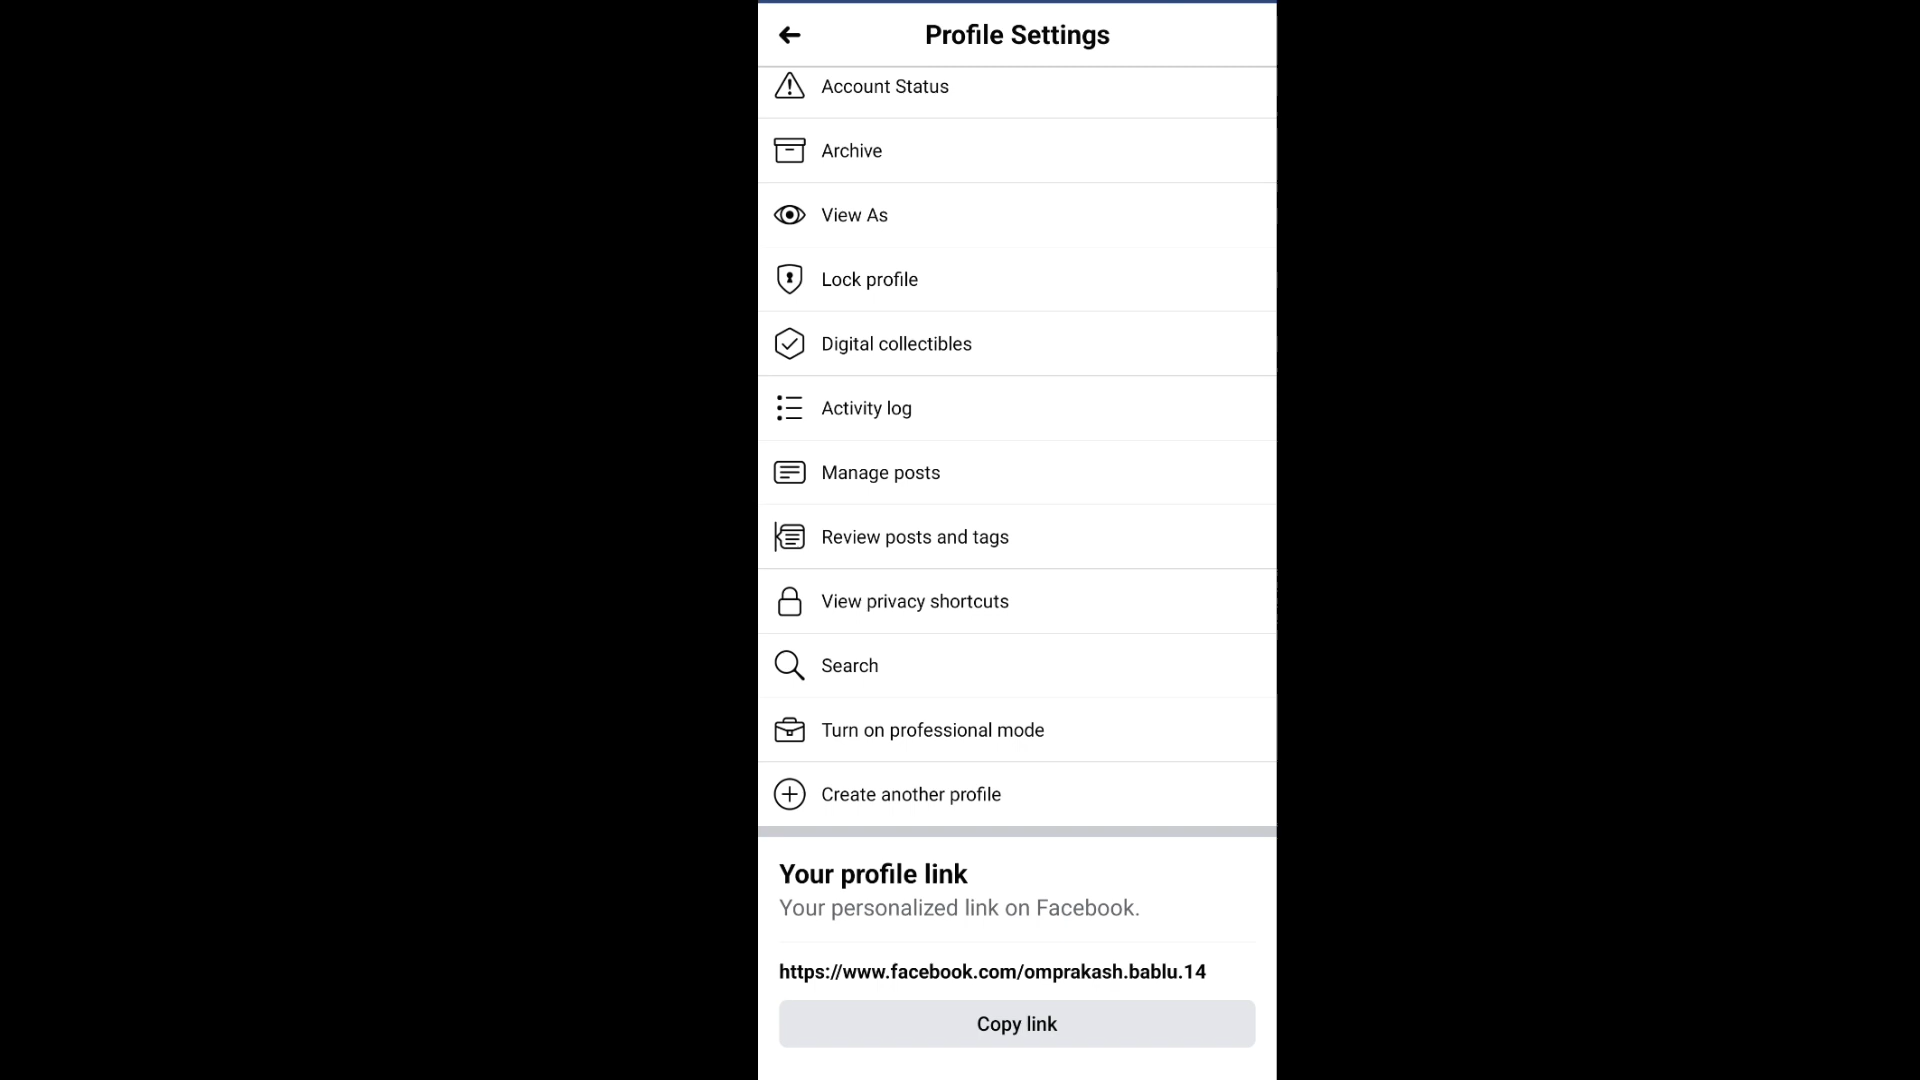 Profile Settings
Account Status
Archive
View As
Lock profile
Digital collectibles
Activity log
Manage posts
Review posts and tags
View privacy shortcuts
Search
Turn on professional mode
Create another profile
Your profile link
Your personalized link on Facebook.
https://www.facebook.com/omprakash.bablu.14
Copy link